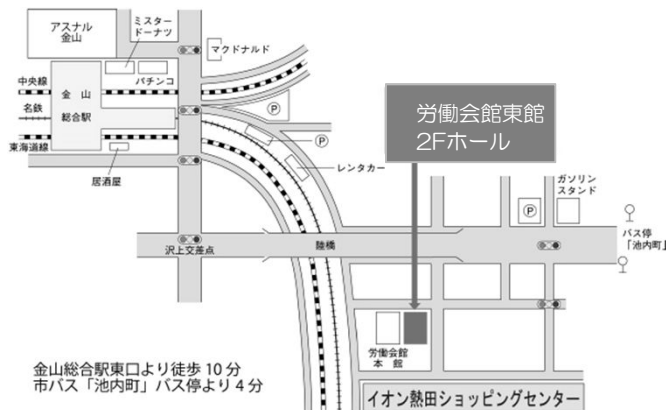 アスナル
金山
ミスター
ドーナツ
マクドナルド
中央線
パチンコ
名鉄
金 山
総合駅
東海道線
居酒屋
P
P
レンタカー
労働会館東館
2Fホール
ガソリン
スタンド
P
バス停
「池内町」
沢上交差点
陸橋
労働会館
本 館
金山総合駅東口より徒歩 10 分
市バス「池内町」バス停より 4 分
イオン熱田ショッピングセンター